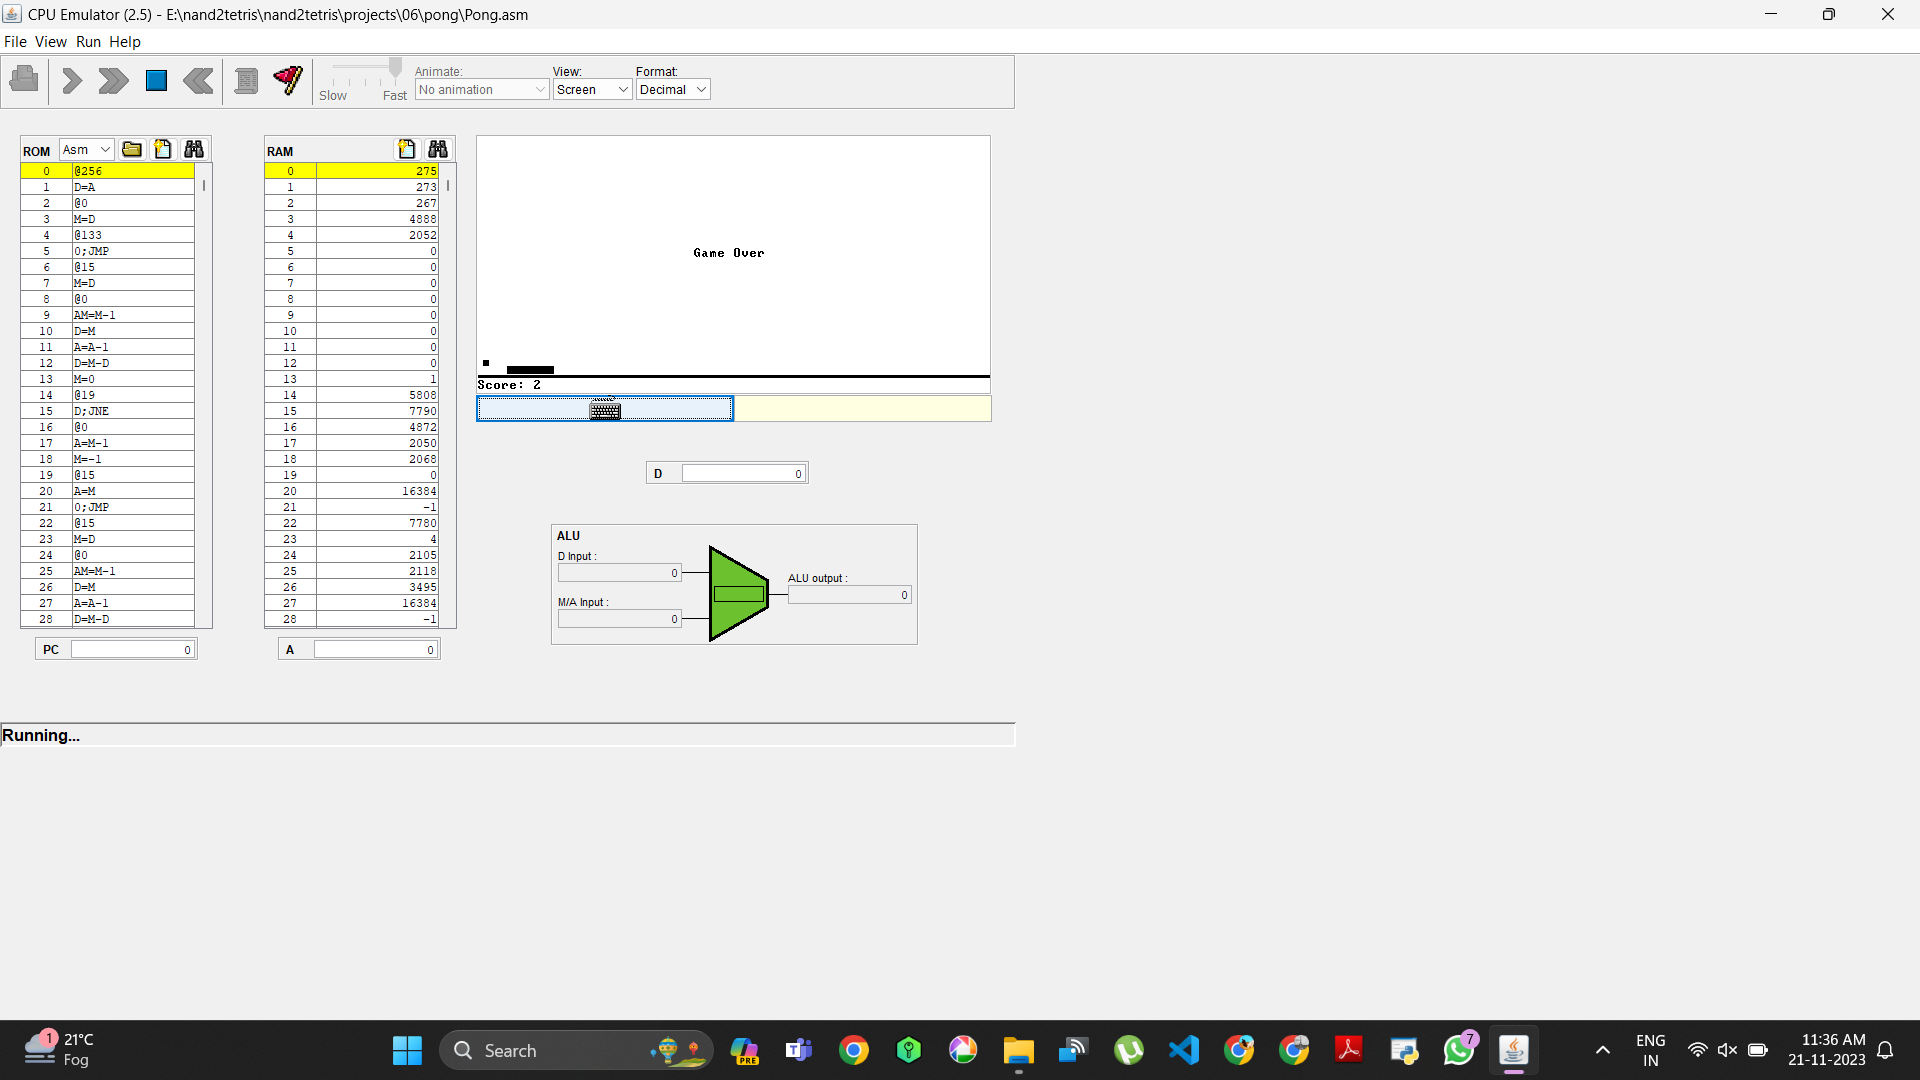 CPU Emulator (2.5) - E:\nand2tetris\nand2tetris\projects\06\pong\Pong.asm
File View Run Help
Slow Fast
Animate:
No animation
View:
Screen
Format:
Decimal
ROM Asm
0 @256
1 D=A
2 @0
3 M=D
4 @133
5 0;JMP
6 @15
7 M=D
8 @0
9 AM=M-1
10 D=M
11 A=A-1
12 D=M-D
13 M=0
14 @19
15 D;JNE
16 @0
17 A=M-1
18 M=-1
19 @15
20 A=M
21 0;JMP
22 @15
23 M=D
24 @0
25 AM=M-1
26 D=M
27 A=A-1
28 D=M-D
PC 0
RAM
0 275
1 273
2 267
3 4888
4 2052
5 0
6 0
7 0
8 0
9 0
10 0
11 0
12 0
13 1
14 5808
15 7790
16 4872
17 2050
18 2068
19 0
20 16384
21 -1
22 7780
23 4
24 2105
25 2118
26 3495
27 16384
28 -1
A 0
Game Over
Score: 2
D 0
ALU
D Input :
0
M/A Input :
0
ALU output :
0
Running...
1
21°C
Fog
Search
PRE
7
ENG
IN
11:36 AM
21-11-2023